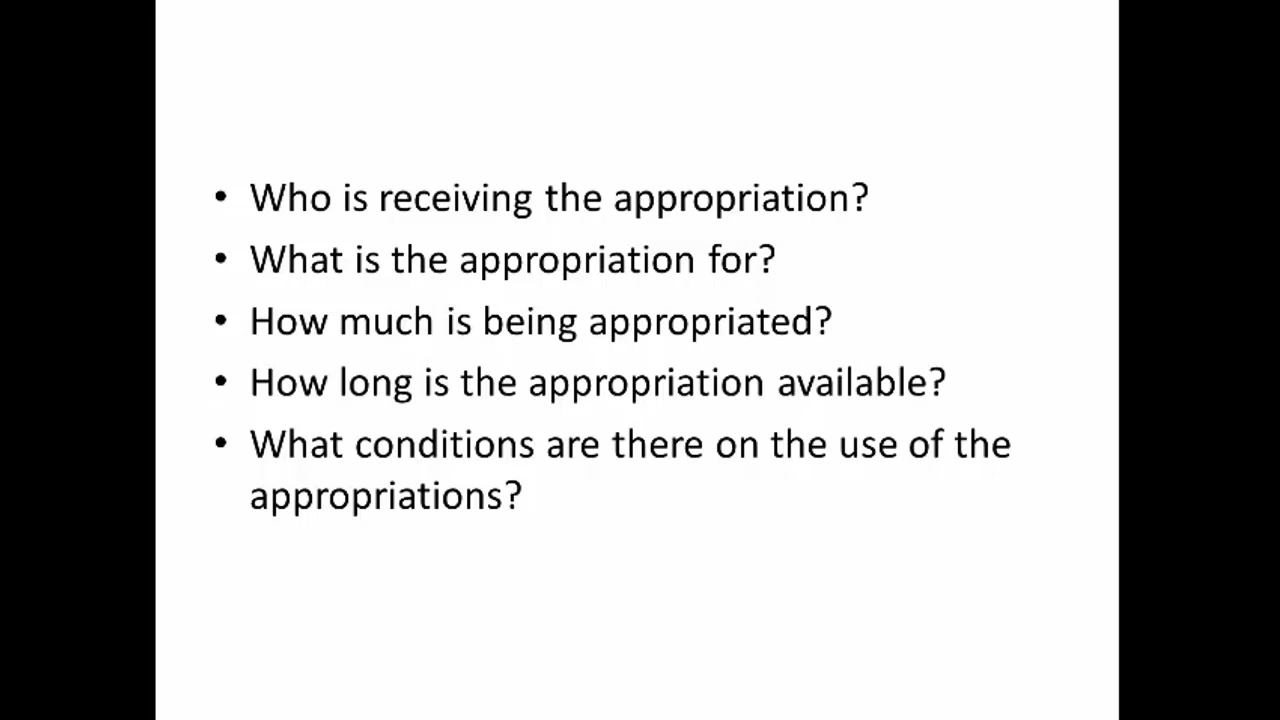 • Who is receiving the appropriation?
• What is the appropriation for?
• How much is being appropriated?
• How long is the appropriation available?
• What conditions are there on the use of the
appropriations?